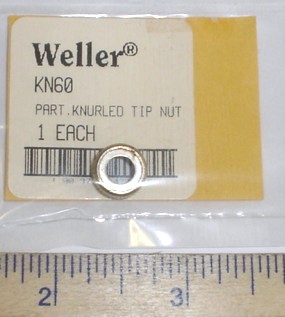 Weller®
KN60
PART.KNURLED TIP NUT
1 EACH
2 3